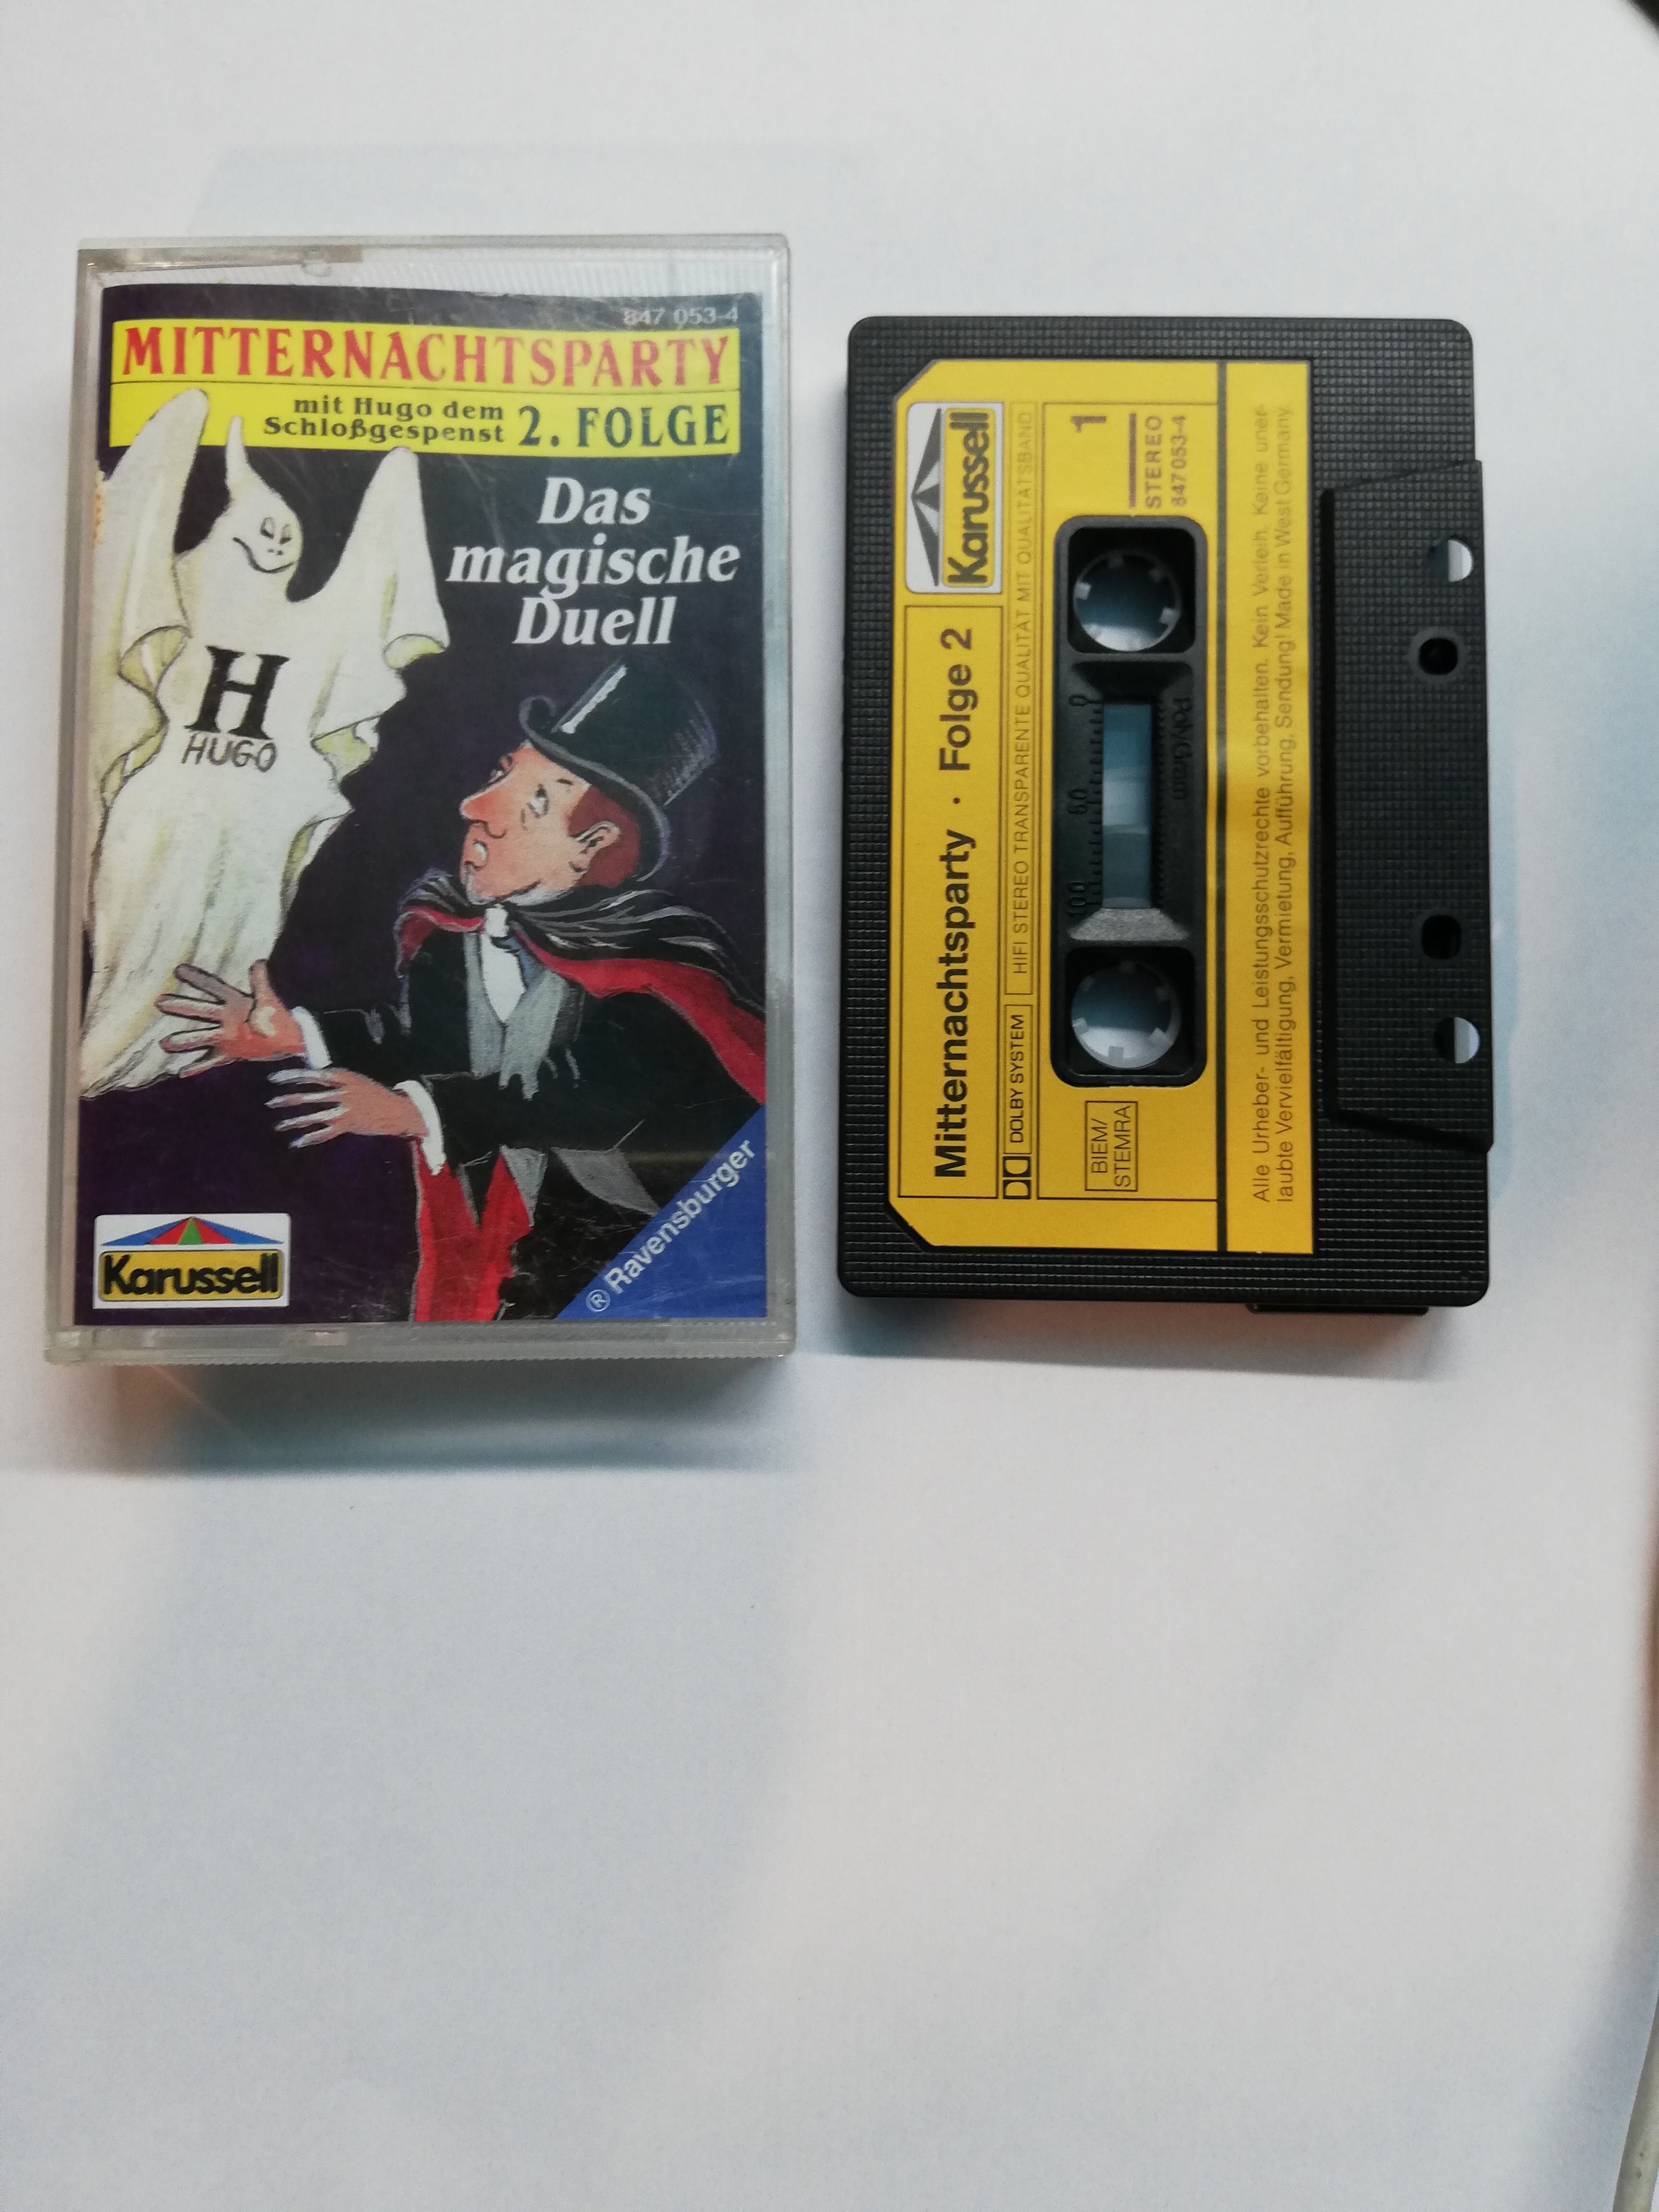 847 053-4
MITTERNACHTSPARTY
mit Hugo dem
Schloßgespenst
2. FOLGE
Das
magische
Duell
H
HUGO
® Ravensburger
Karussell
Karussell
Mitternachtsparty · Folge 2
DOLBY SYSTEM
HIFI STEREO TRANSPARENTE QUALITÄT MIT QUALITÄTSBAND
BIEM/
STEMRA
1
STEREO
847 053-4
100 50 0
PolyGram
Alle Urheber- und Leistungsschutzrechte vorbehalten. Kein Verleih. Keine uner-
laubte Vervielfältigung, Vermietung, Aufführung, Sendung! Made in West Germany.